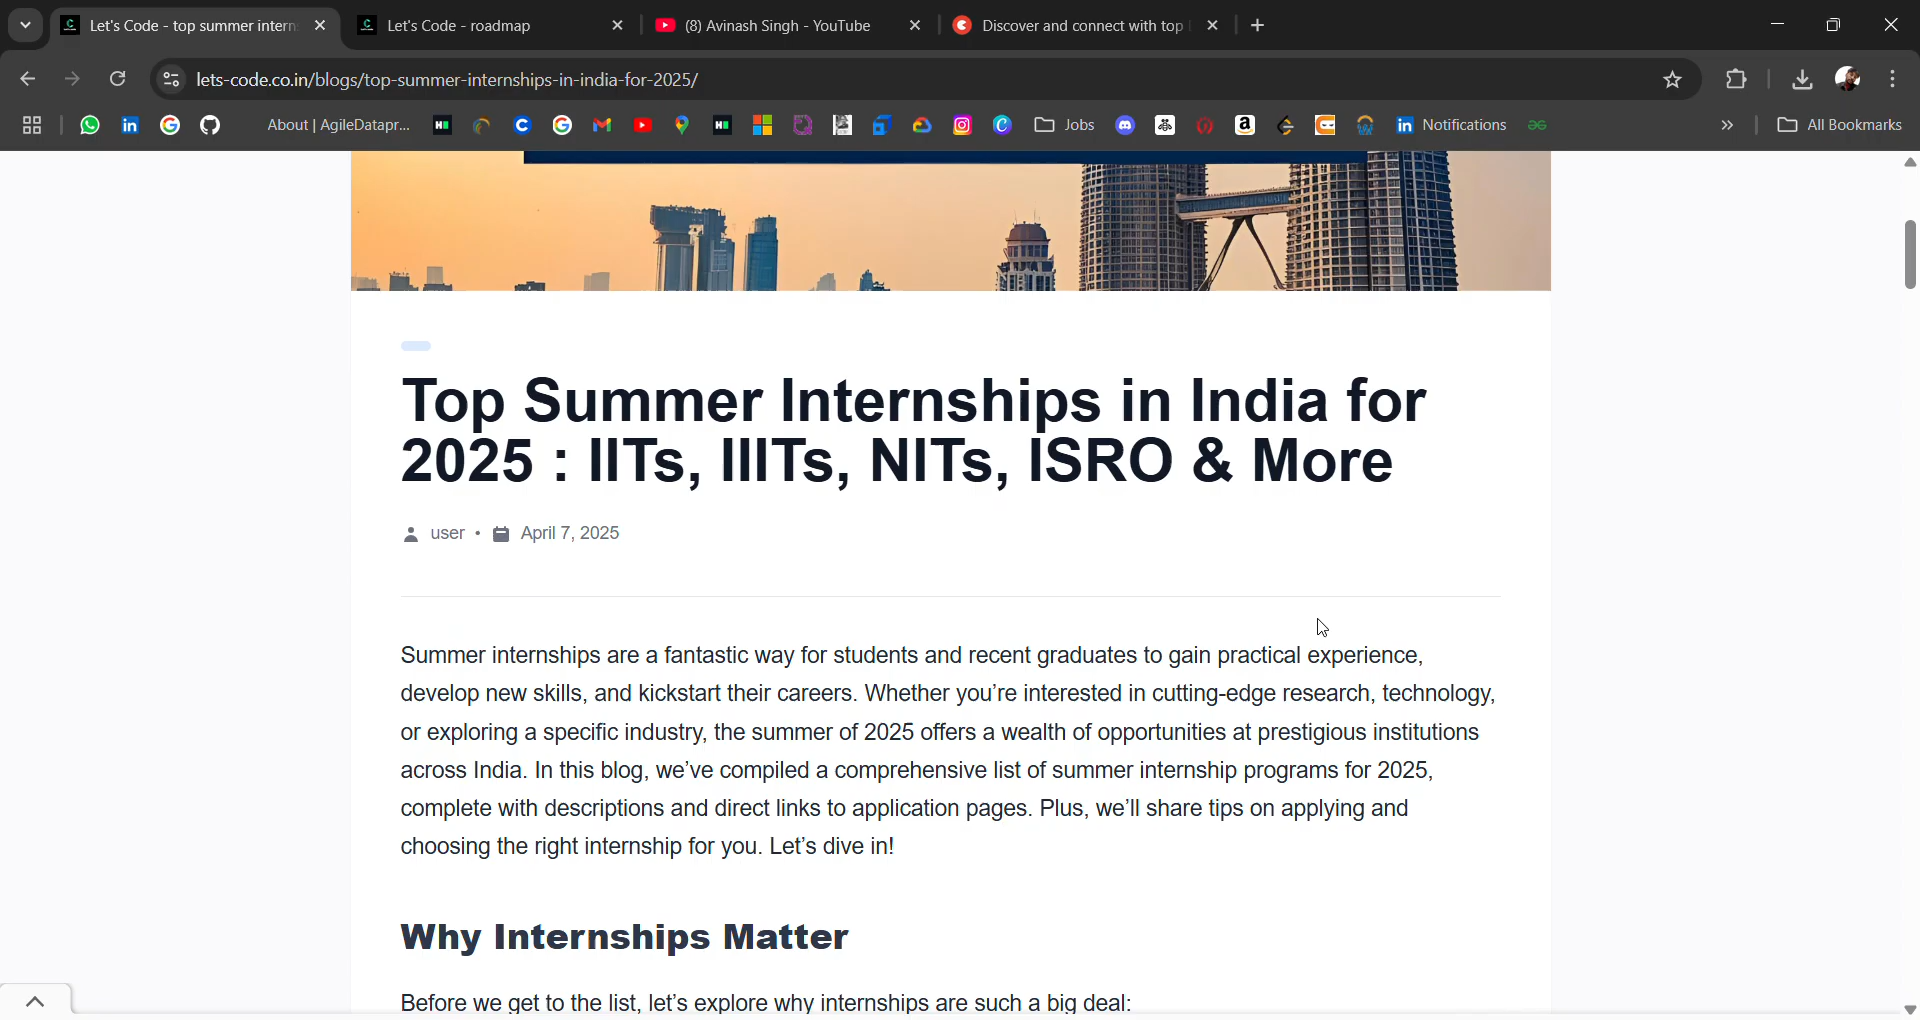 Let's Code - top summer intern
Let's Code - roadmap
(8) Avinash Singh - YouTube
Discover and connect with top
lets-code.co.in/blogs/top-summer-internships-in-india-for-2025/
About | AgileDatapr...
Jobs
Notifications
All Bookmarks
Top Summer Internships in India for
2025 : IITs, IIITs, NITs, ISRO & More
user • April 7, 2025
Summer internships are a fantastic way for students and recent graduates to gain practical experience,
develop new skills, and kickstart their careers. Whether you're interested in cutting-edge research, technology,
or exploring a specific industry, the summer of 2025 offers a wealth of opportunities at prestigious institutions
across India. In this blog, we've compiled a comprehensive list of summer internship programs for 2025,
complete with descriptions and direct links to application pages. Plus, we'll share tips on applying and
choosing the right internship for you. Let's dive in!
Why Internships Matter
Before we get to the list, let's explore why internships are such a big deal: